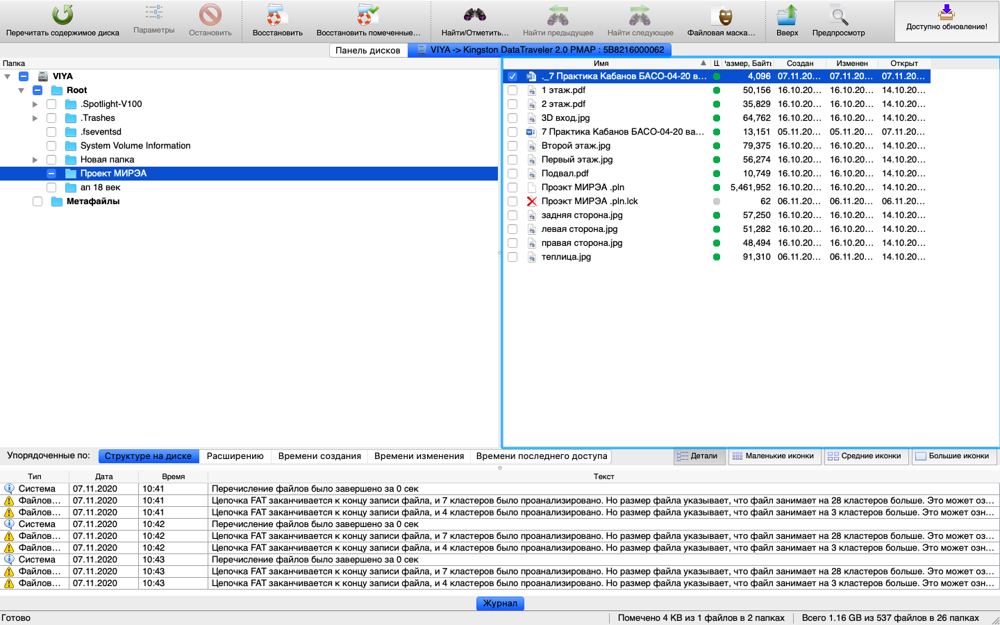 Перечитать содержимое диска
Параметры
Остановить
Восстановить
Восстановить помеченные...
Найти/Отметить...
Найти предыдущее
Найти следующее
Файловая маска...
Вверх
Предпросмотр
Доступно обновление!
Панель дисков
VIYA -> Kingston DataTraveler 2.0 PMAP : 5B8216000062
Папка
VIYA
Root
.Spotlight-V100
.Trashes
.fseventsd
System Volume Information
Новая папка
Проект МИРЭА
ап 18 век
Метафайлы
Имя Размер, Байты Создан Изменен Открыт
._7 Практика Кабанов БАСО-04-20 в... 4,096 07.11.20... 07.11.20... 07.11.20...
1 этаж.pdf 50,156 16.10.20... 16.10.20... 14.10.20...
2 этаж.pdf 35,829 16.10.20... 16.10.20... 14.10.20...
3D вход.jpg 64,762 16.10.20... 16.10.20... 14.10.20...
7 Практика Кабанов БАСО-04-20 ва... 13,151 05.11.20... 05.11.20... 07.11.20...
Второй этаж.jpg 79,375 16.10.20... 16.10.20... 14.10.20...
Первый этаж.jpg 56,274 16.10.20... 16.10.20... 14.10.20...
Подвал.pdf 10,749 16.10.20... 16.10.20... 14.10.20...
Проэкт МИРЭА .pln 5,461,952 16.10.20... 16.10.20... 14.10.20...
Проэкт МИРЭА .pln.lck 62 06.11.20... 06.11.20... 06.11.20...
задняя сторона.jpg 57,250 16.10.20... 16.10.20... 14.10.20...
левая сторона.jpg 51,282 16.10.20... 16.10.20... 14.10.20...
правая сторона.jpg 48,494 16.10.20... 16.10.20... 14.10.20...
теплица.jpg 91,310 06.11.20... 06.11.20... 14.10.20...
Упорядоченные по: Структуре на диске Расширению Времени создания Времени изменения Времени последнего доступа
Детали Маленькие иконки Средние иконки Большие иконки
Тип Дата Время Текст
Система 07.11.2020 10:41 Перечисление файлов было завершено за 0 сек
Файлов... 07.11.2020 10:41 Цепочка FAT заканчивается к концу записи файла, и 7 кластеров было проанализировано. Но размер файла указывает, что файл занимает на 28 кластеров больше. Это может оз...
Файлов... 07.11.2020 10:41 Цепочка FAT заканчивается к концу записи файла, и 4 кластеров было проанализировано. Но размер файла указывает, что файл занимает на 3 кластеров больше. Это может озн...
Система 07.11.2020 10:42 Перечисление файлов было завершено за 0 сек
Файлов... 07.11.2020 10:42 Цепочка FAT заканчивается к концу записи файла, и 7 кластеров было проанализировано. Но размер файла указывает, что файл занимает на 28 кластеров больше. Это может оз...
Файлов... 07.11.2020 10:42 Цепочка FAT заканчивается к концу записи файла, и 4 кластеров было проанализировано. Но размер файла указывает, что файл занимает на 3 кластеров больше. Это может озн...
Система 07.11.2020 10:43 Перечисление файлов было завершено за 0 сек
Файлов... 07.11.2020 10:43 Цепочка FAT заканчивается к концу записи файла, и 7 кластеров было проанализировано. Но размер файла указывает, что файл занимает на 28 кластеров больше. Это может оз...
Файлов... 07.11.2020 10:43 Цепочка FAT заканчивается к концу записи файла, и 4 кластеров было проанализировано. Но размер файла указывает, что файл занимает на 3 кластеров больше. Это может озн...
Журнал
Готово
Помечено 4 KB из 1 файлов в 2 папках
Всего 1.16 GB из 537 файлов в 26 папках